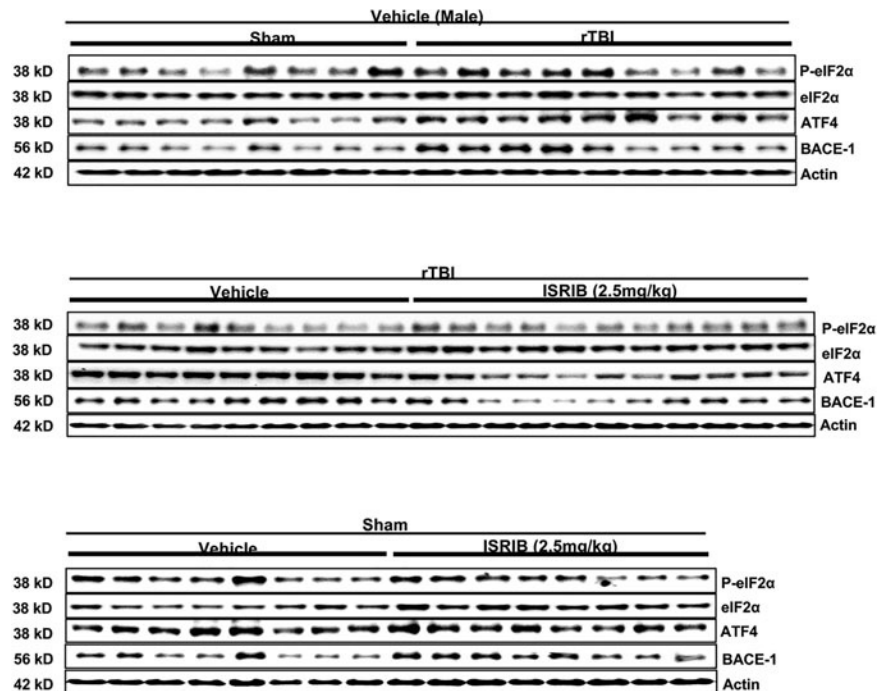 Vehicle (Male)
Sham rTBI
38 kD P-eIF2α
38 kD eIF2α
38 kD ATF4
56 kD BACE-1
42 kD Actin
rTBI
Vehicle ISRIB (2.5mg/kg)
38 kD P-eIF2α
38 kD eIF2α
38 kD ATF4
56 kD BACE-1
42 kD Actin
Sham
Vehicle ISRIB (2.5mg/kg)
38 kD P-eIF2α
38 kD eIF2α
38 kD ATF4
56 kD BACE-1
42 kD Actin